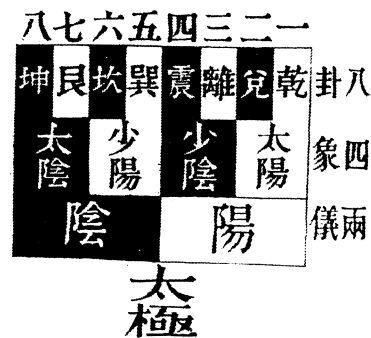 一二三四五六七八
乾兌離震巽坎艮坤
八卦
太陽 少陰 少陽 太陰
四象
陽 陰
兩儀
太極